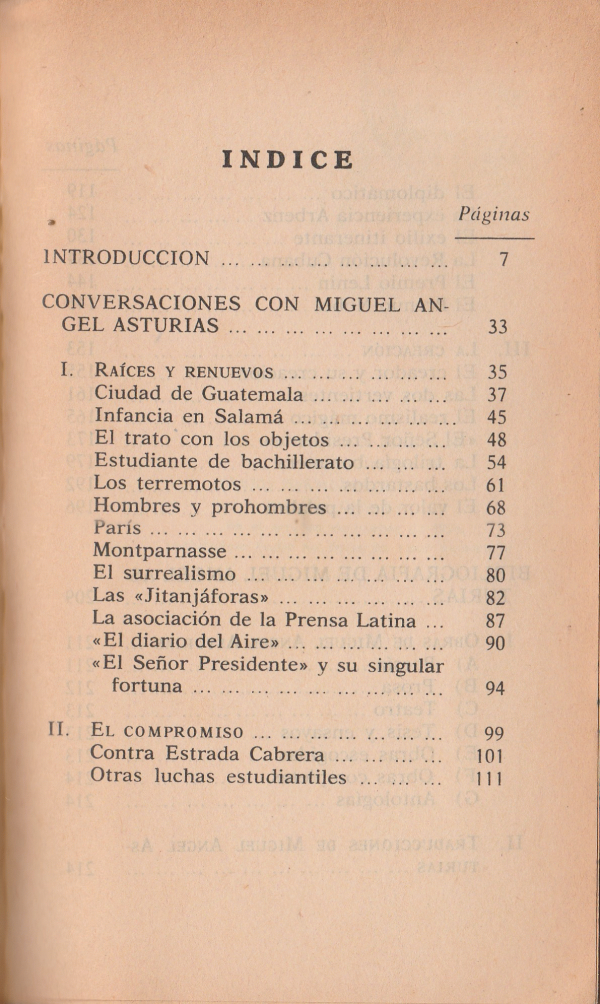 INDICE
Páginas
INTRODUCCION ... ... ... ... ... ... ... ... 7
CONVERSACIONES CON MIGUEL AN-
GEL ASTURIAS ... ... ... ... ... ... ... ... 33
I. RAÍCES Y RENUEVOS ... ... ... ... ... ... 35
Ciudad de Guatemala ... ... ... ... ... 37
Infancia en Salamá ... ... ... ... ... ... 45
El trato con los objetos ... ... ... ... 48
Estudiante de bachillerato ... ... ... 54
Los terremotos ... ... ... ... ... ... ... 61
Hombres y prohombres ... ... ... ... 68
París ... ... ... ... ... ... ... ... ... ... ... 73
Montparnasse ... ... ... ... ... ... ... ... 77
El surrealismo ... ... ... ... ... ... ... 80
Las «Jitanjáforas» ... ... ... ... ... ... 82
La asociación de la Prensa Latina ... 87
«El diario del Aire» ... ... ... ... ... ... 90
«El Señor Presidente» y su singular
fortuna ... ... ... ... ... ... ... ... ... 94
II. EL COMPROMISO ... ... ... ... ... ... ... 99
Contra Estrada Cabrera ... ... ... ... 101
Otras luchas estudiantiles ... ... ... 111